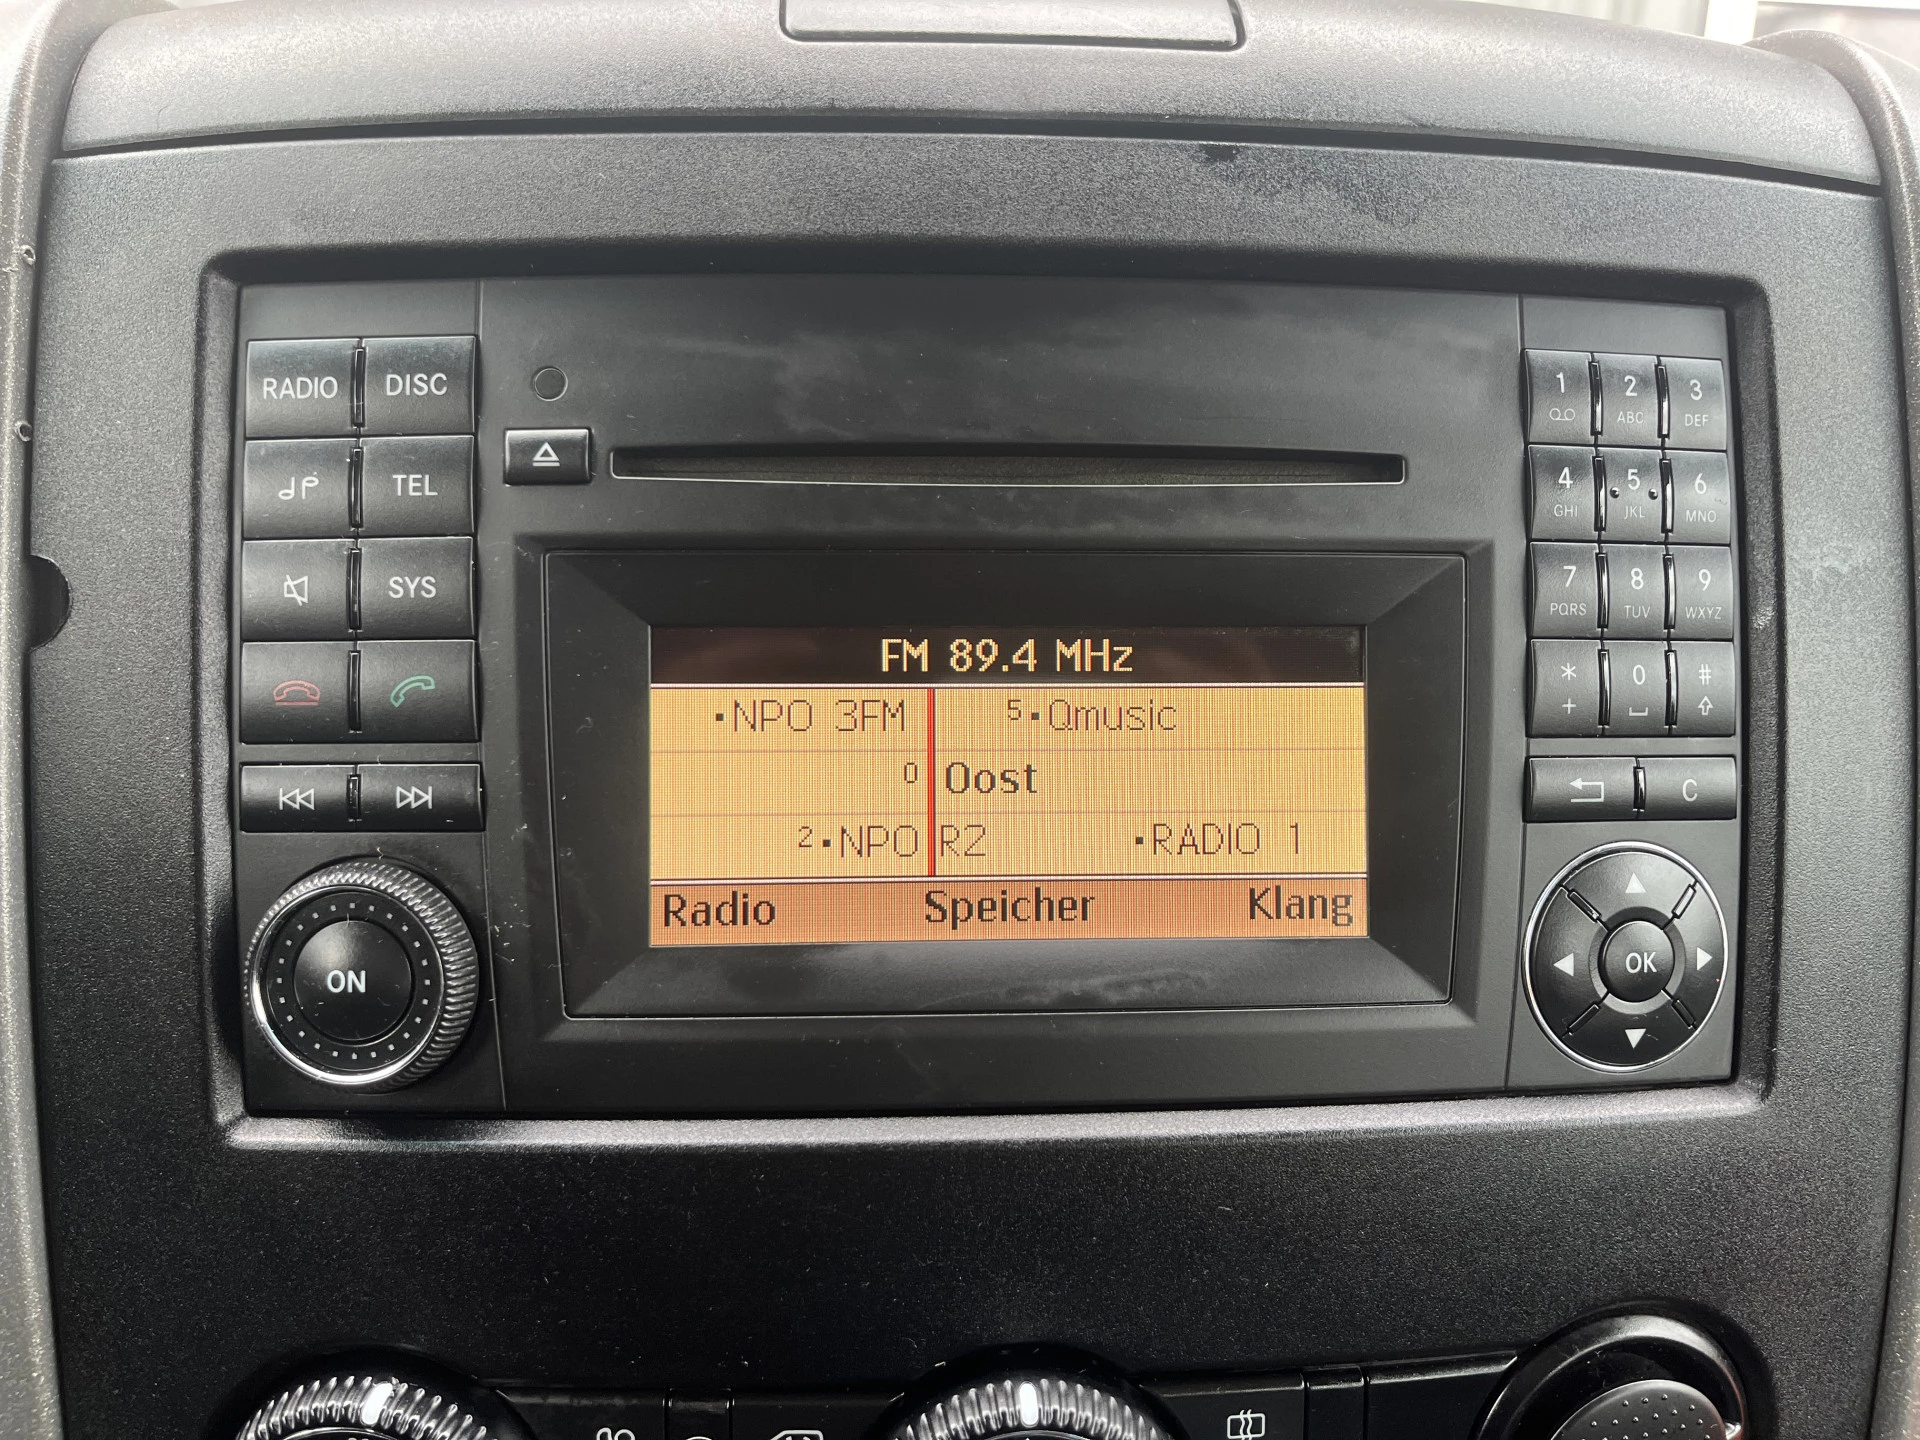 RADIO DISC
TEL
SYS
ON
FM 89.4 MHz
NPO 3FM 5 Qmusic
0 Oost
2 NPO R2 RADIO 1
Radio Speicher Klang
1 2 3
ABC DEF
4 5 6
GHI JKL MNO
7 8 9
PQRS TUV WXYZ
* 0 #
+
C
OK